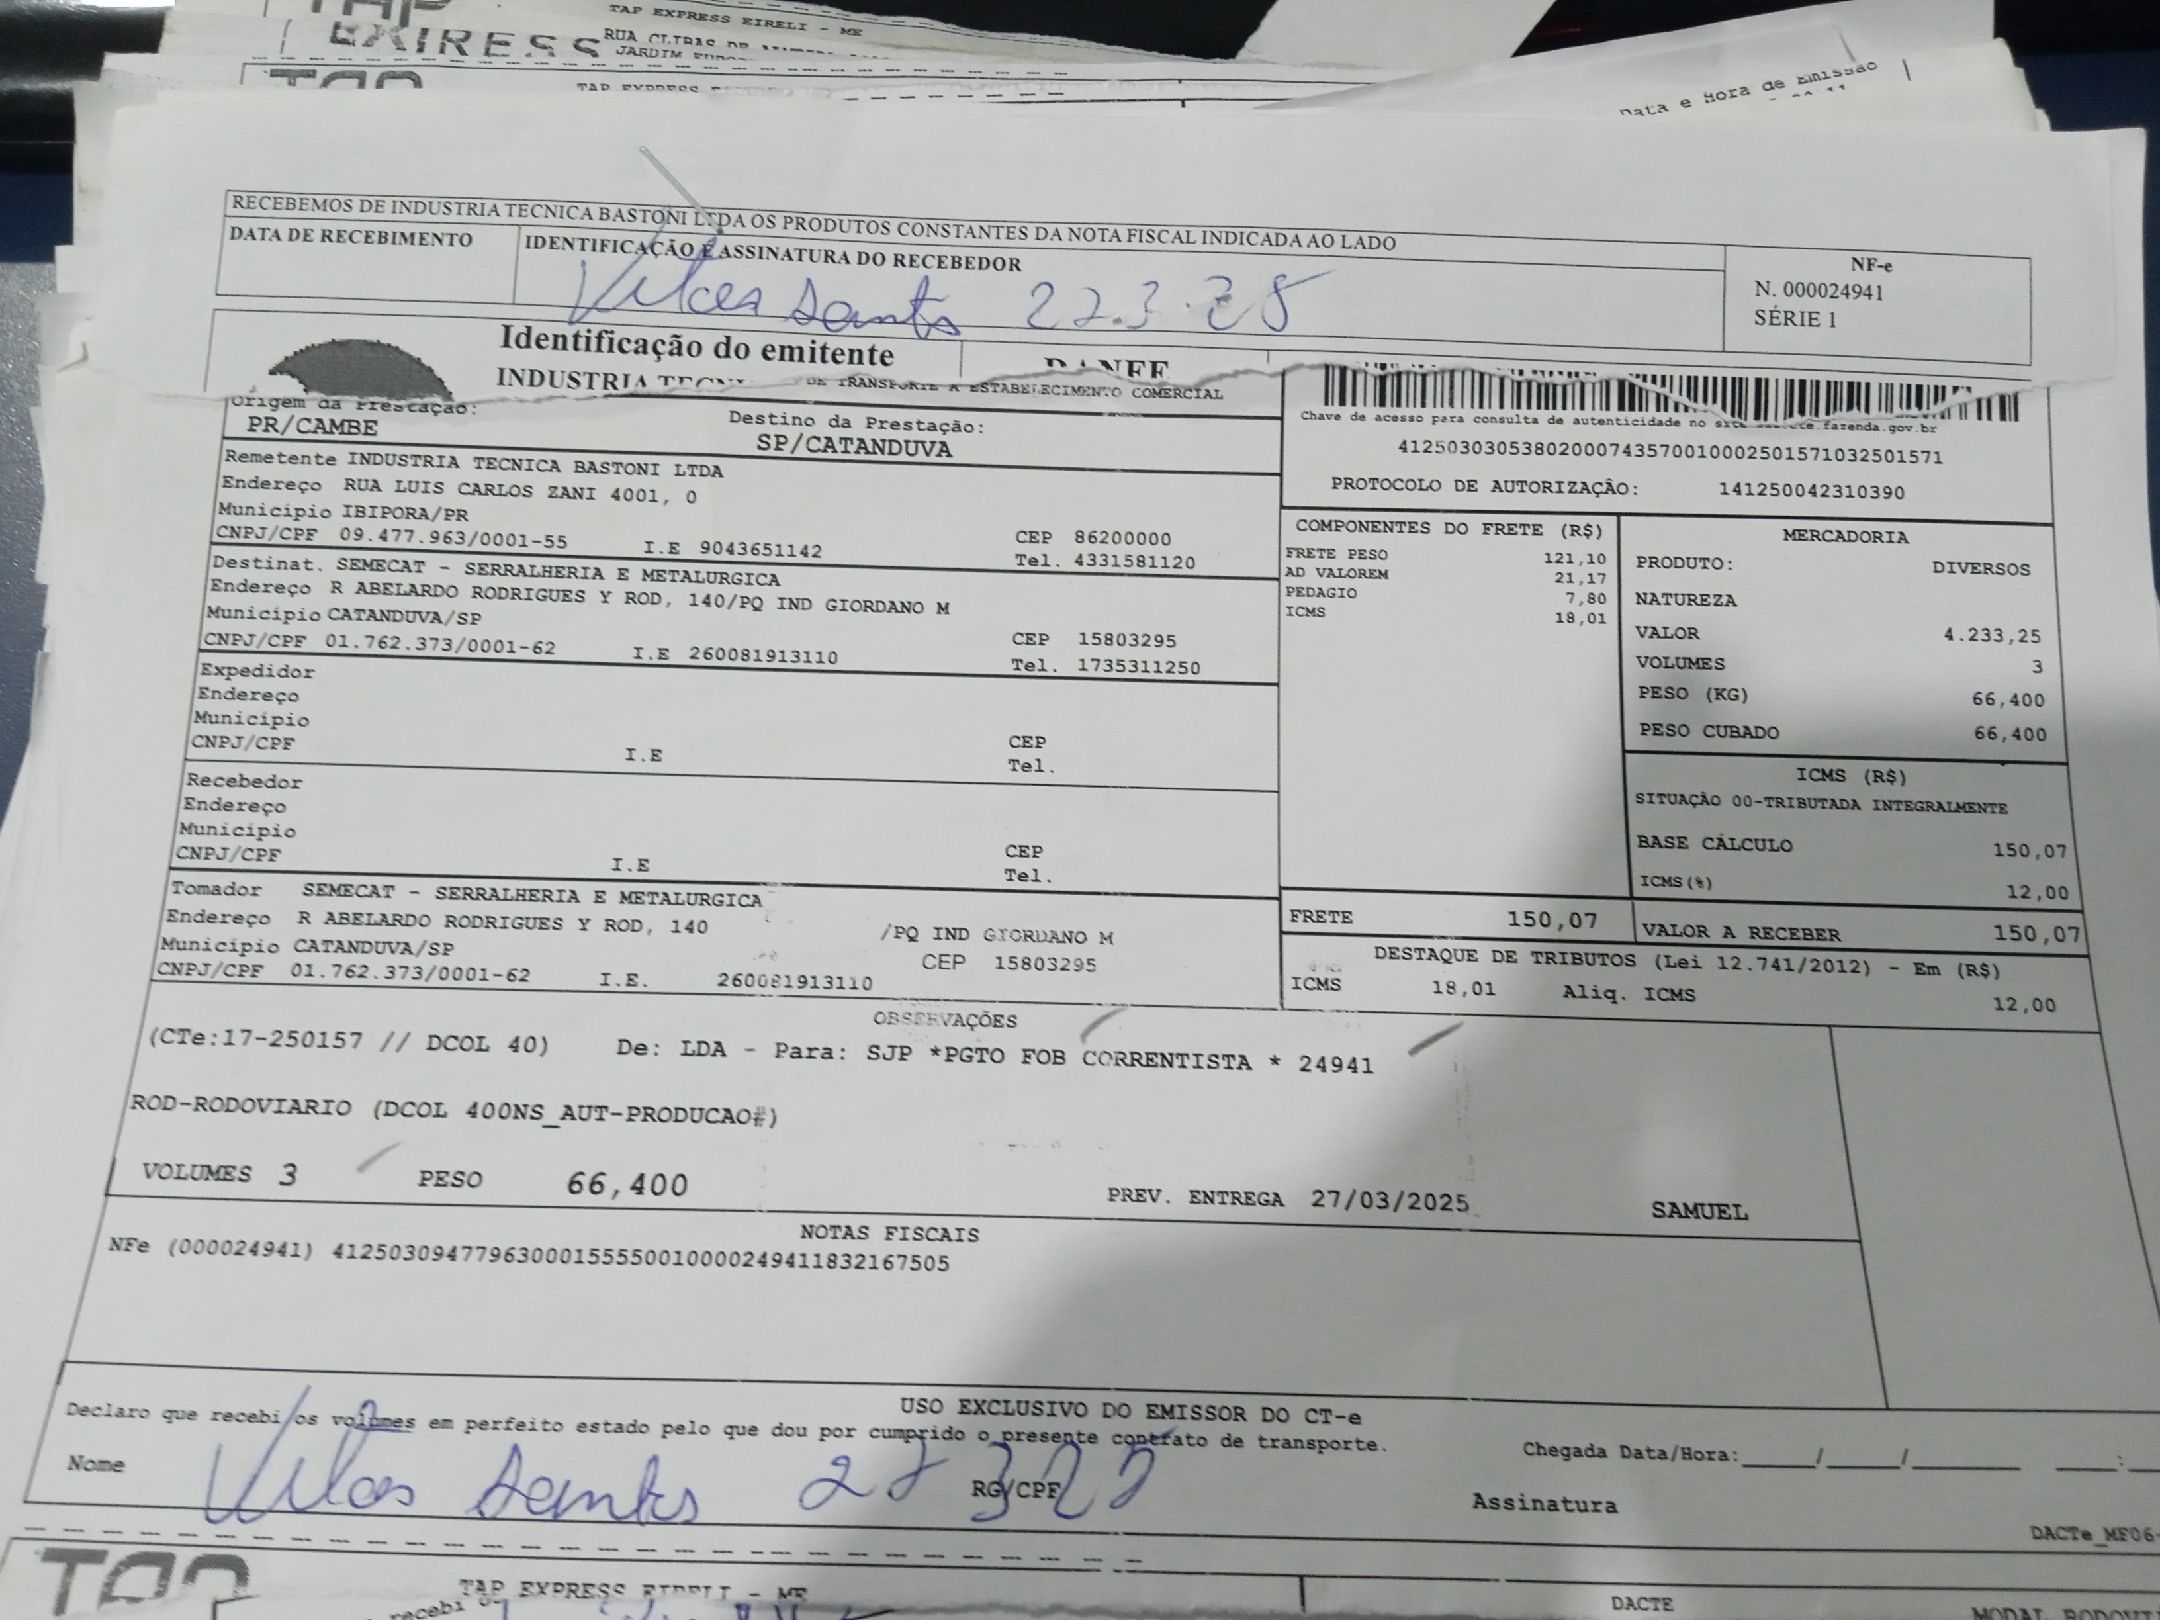 TAP EXPRESS EIRELI - ME
EXPRESS
JARDIM
Data e Hora de Emissão
RECEBEMOS DE INDUSTRIA TECNICA BASTONI LTDA OS PRODUTOS CONSTANTES DA NOTA FISCAL INDICADA AO LADO
DATA DE RECEBIMENTO
IDENTIFICAÇÃO E ASSINATURA DO RECEBEDOR
NF-e
N. 000024941
SÉRIE 1
Santos
Identificação do emitente
DANFE
INDUSTRIA
DE TRANSPORTE A ESTABELECIMENTO COMERCIAL
Origem da Prestação:
PR/CAMBE
Destino da Prestação:
SP/CATANDUVA
Chave de acesso para consulta de autenticidade no site
.fazenda.gov.br
41250303053802000743570010002501571032501571
PROTOCOLO DE AUTORIZAÇÂO: 141250042310390
Remetente INDUSTRIA TECNICA BASTONI LTDA
Endereço RUA LUIS CARLOS ZANI 4001, 0
Municipio IBIPORA/PR
CNPJ/CPF 09.477.963/0001-55 I.E 9043651142
CEP 86200000
Tel. 4331581120
Destinat. SEMECAT - SERRALHERIA E METALURGICA
Endereço R ABELARDO RODRIGUES Y ROD, 140/PQ IND GIORDANO M
Municipio CATANDUVA/SP
CNPJ/CPF 01.762.373/0001-62 I.E 260081913110
CEP 15803295
Tel. 1735311250
Expedidor
Endereço
Municipio
CNPJ/CPF I.E
CEP
Tel.
Recebedor
Endereço
Municipio
CNPJ/CPF I.E
CEP
Tel.
Tomador SEMECAT - SERRALHERIA E METALURGICA
Endereço R ABELARDO RODRIGUES Y ROD, 140 /PQ IND GIORDANO M
Municipio CATANDUVA/SP CEP 15803295
CNPJ/CPF 01.762.373/0001-62 I.E. 260081913110
COMPONENTES DO FRETE (R$)
FRETE PESO 121,10
AD VALOREM 21,17
PEDAGIO 7,80
ICMS 18,01
MERCADORIA
PRODUTO: DIVERSOS
NATUREZA
VALOR 4.233,25
VOLUMES 3
PESO (KG) 66,400
PESO CUBADO 66,400
ICMS (R$)
SITUAÇÃO 00-TRIBUTADA INTEGRALMENTE
BASE CÁLCULO 150,07
ICMS(%) 12,00
FRETE 150,07
VALOR A RECEBER 150,07
DESTAQUE DE TRIBUTOS (Lei 12.741/2012) - Em (R$)
ICMS 18,01 Aliq. ICMS 12,00
OBSERVAÇÕES
(CTe:17-250157 // DCOL 40) De: LDA - Para: SJP *PGTO FOB CORRENTISTA * 24941
ROD-RODOVIARIO (DCOL 400NS_AUT-PRODUCAO#)
VOLUMES 3 PESO 66,400 PREV. ENTREGA 27/03/2025 SAMUEL
NOTAS FISCAIS
NFe (000024941) 41250309477963000155550010000249411832167505
USO EXCLUSIVO DO EMISSOR DO CT-e
Declaro que recebi os volumes em perfeito estado pelo que dou por cumprido o presente contrato de transporte.
Nome
Santos
RG/CPF
Chegada Data/Hora:____/____/______ ___:
Assinatura
DACTe_MF06-
TAP EXPRESS EIRELI - ME
recebi
DACTE
MODAL